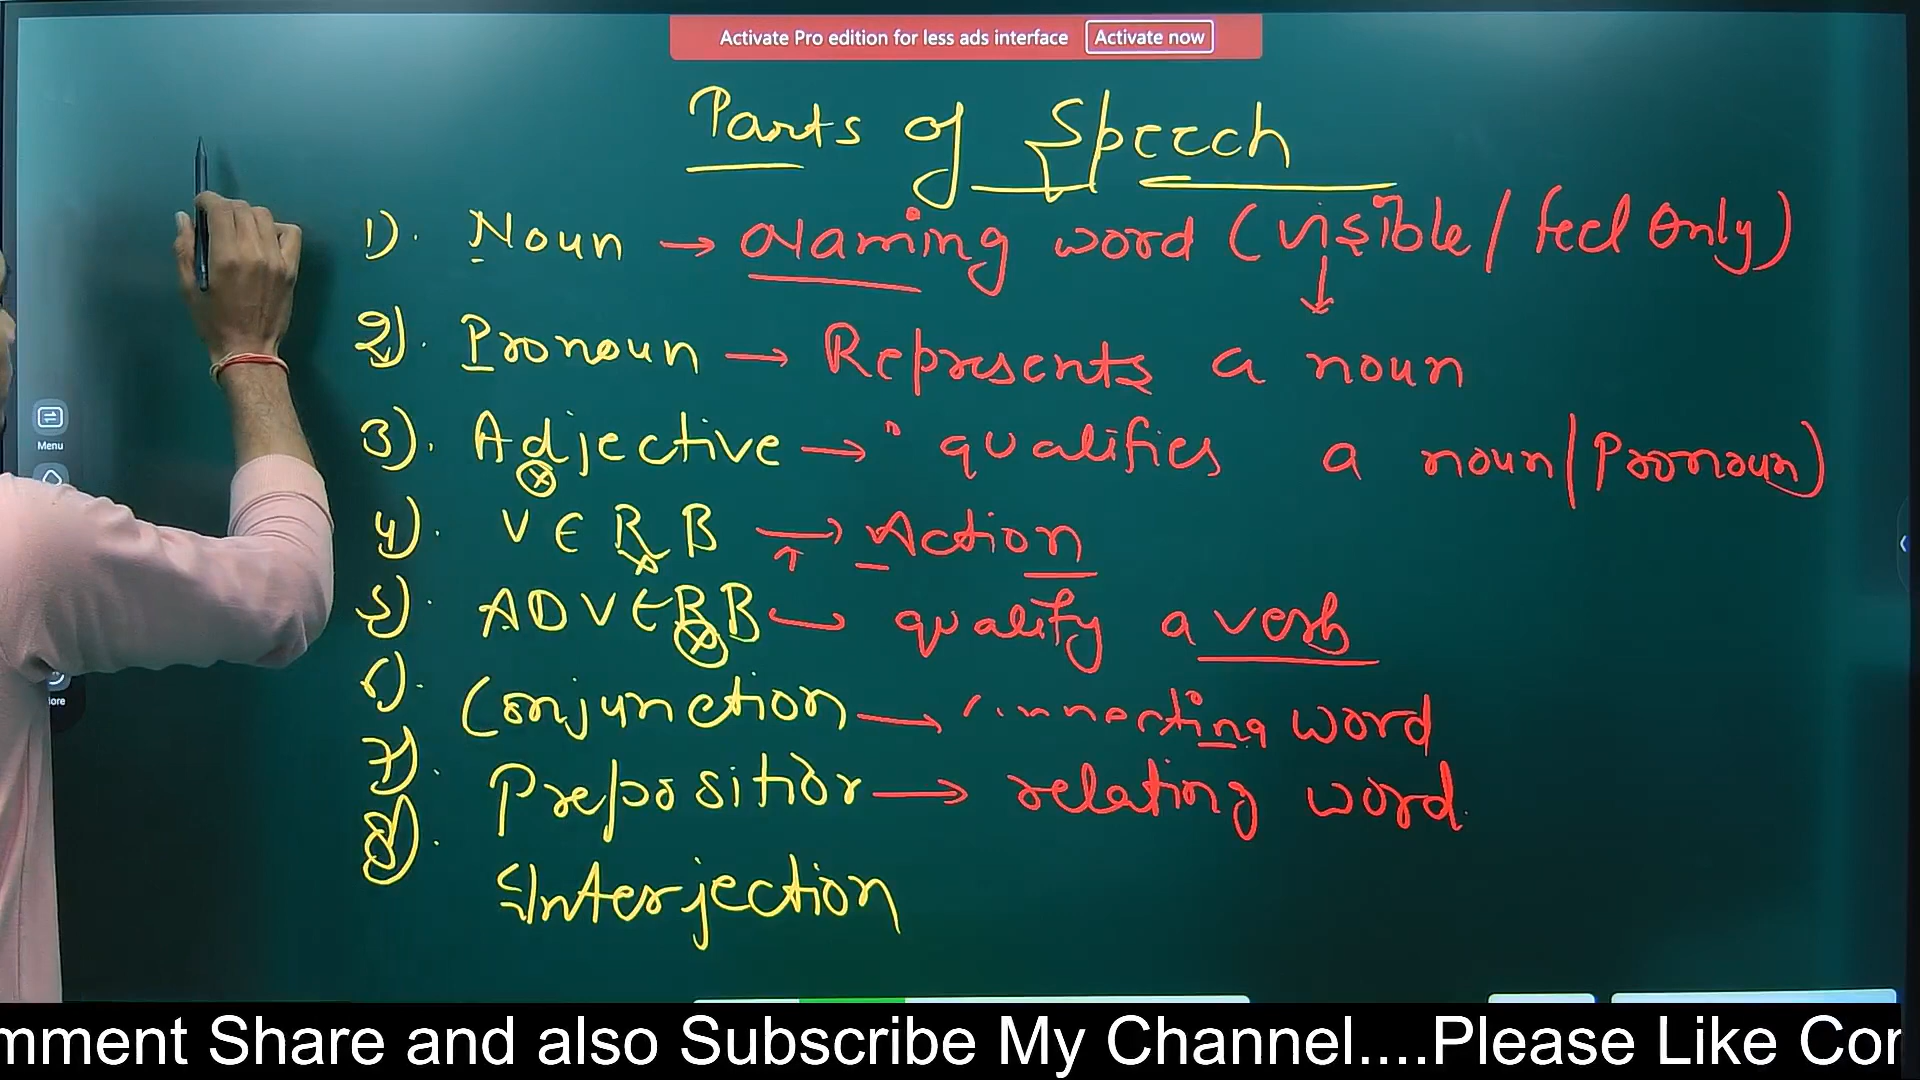 Activate Pro edition for less ads interface Activate now
Parts of Speech
1). Noun → Naming word (visible / feel Only)
2). Pronoun → Represents a noun
3). Adjective → qualifies a noun / Pronoun)
Menu
4). VERB → Action
5). ADVERB → qualify a verb
6). Conjunction → connecting word
7). Preposition → relating word.
8). Interjection
mment Share and also Subscribe My Channel....Please Like Cor